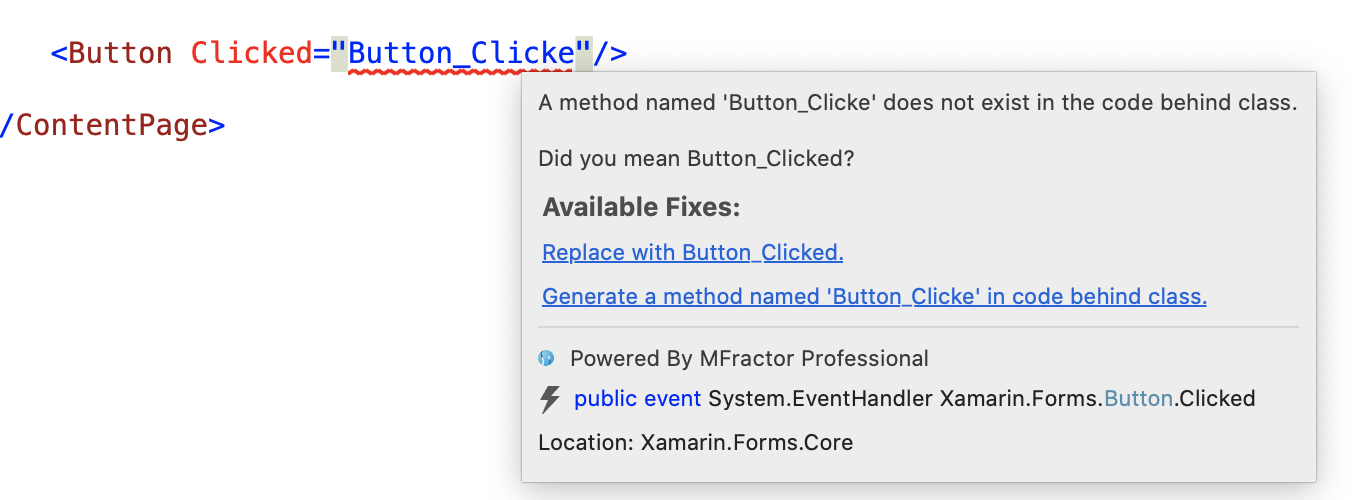 <Button Clicked="Button_Clicke"/>
A method named 'Button_Clicke' does not exist in the code behind class.
/ContentPage>
Did you mean Button_Clicked?
Available Fixes:
Replace with Button_Clicked.
Generate a method named 'Button_Clicke' in code behind class.
Powered By MFractor Professional
public event System.EventHandler Xamarin.Forms.Button.Clicked
Location: Xamarin.Forms.Core